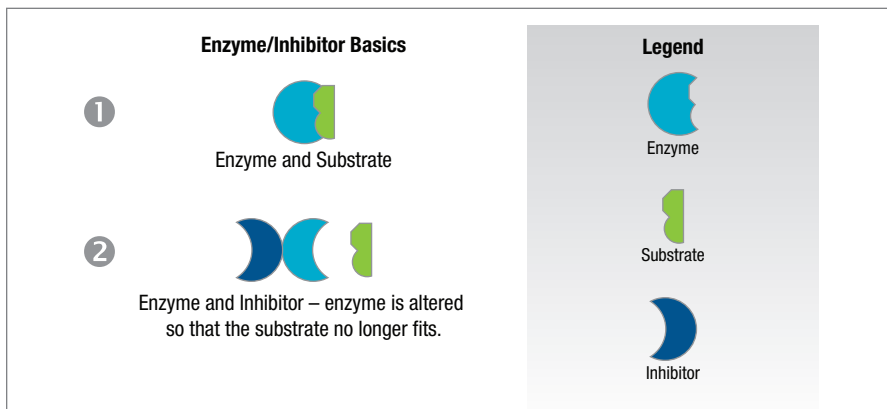 Enzyme/Inhibitor Basics
Legend
1
Enzyme and Substrate
Enzyme
2
Enzyme and Inhibitor – enzyme is altered
so that the substrate no longer fits.
Substrate
Inhibitor